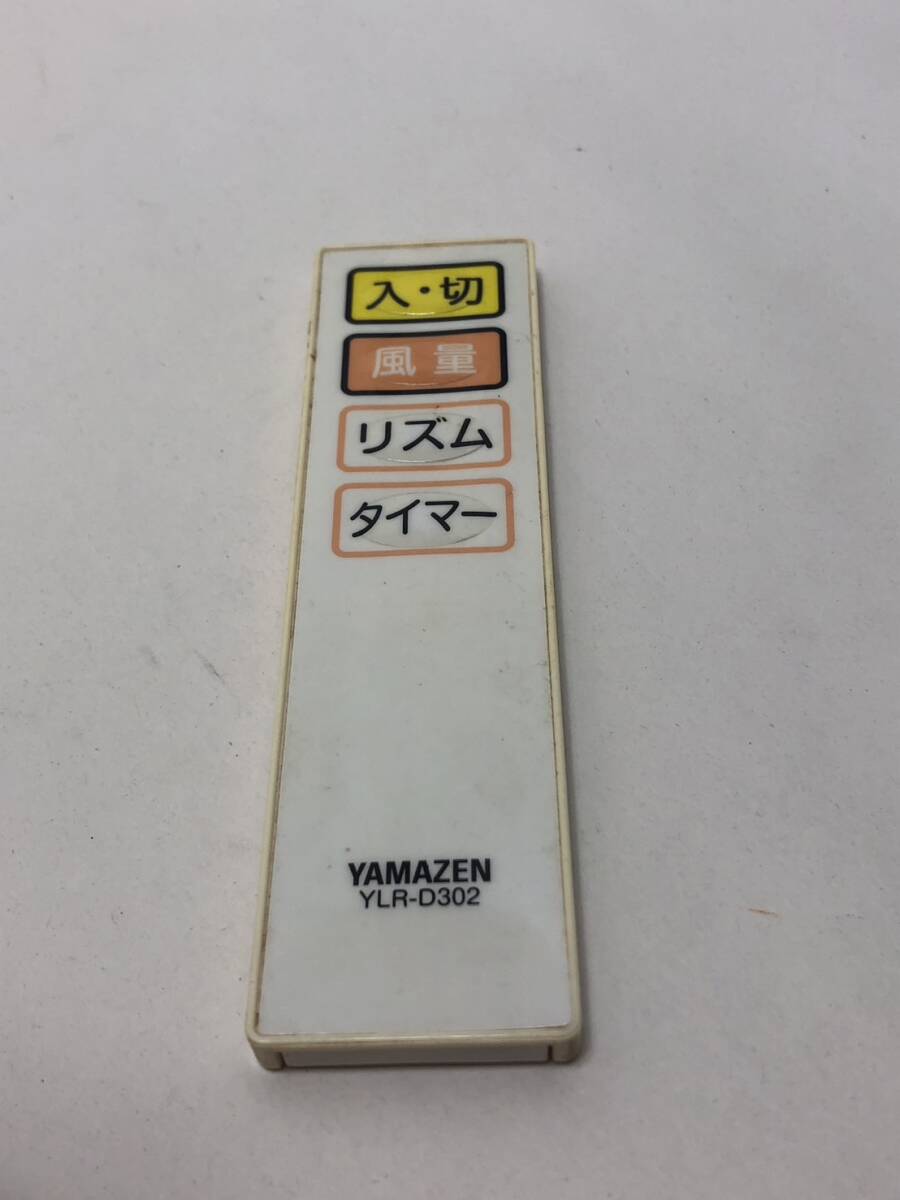 入・切
風量
リズム
タイマー
YAMAZEN
YLR-D302